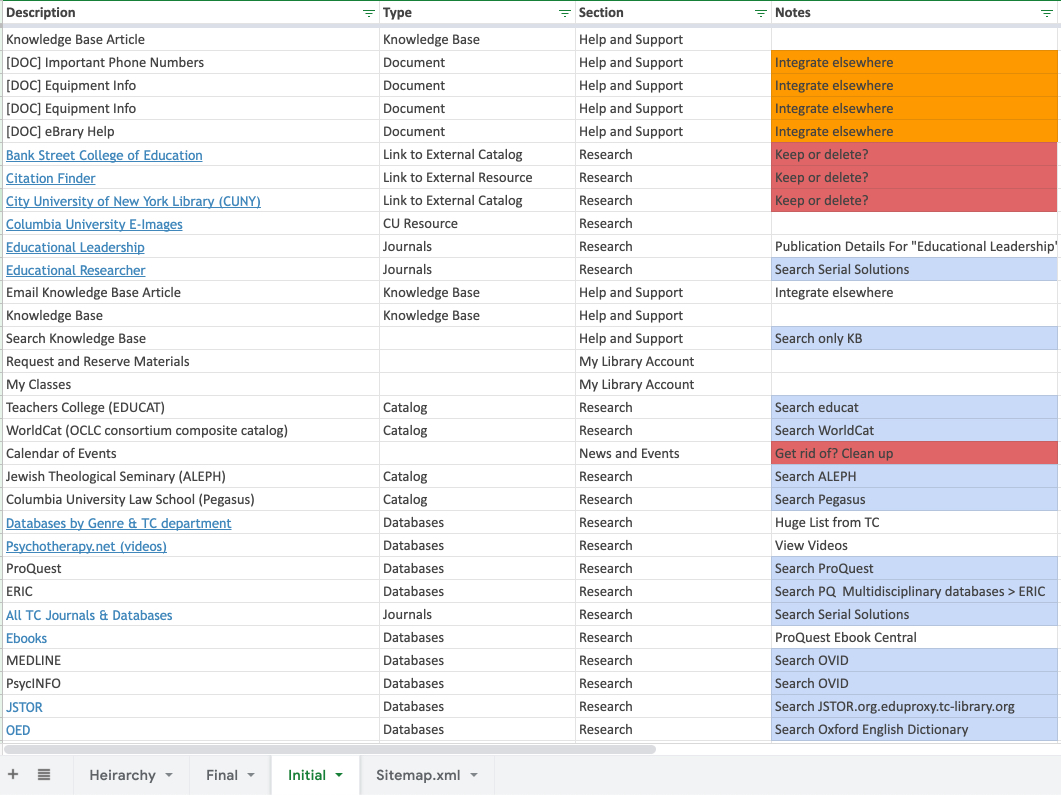 Description Type Section Notes
Knowledge Base Article Knowledge Base Help and Support
[DOC] Important Phone Numbers Document Help and Support Integrate elsewhere
[DOC] Equipment Info Document Help and Support Integrate elsewhere
[DOC] Equipment Info Document Help and Support Integrate elsewhere
[DOC] eBrary Help Document Help and Support Integrate elsewhere
Bank Street College of Education Link to External Catalog Research Keep or delete?
Citation Finder Link to External Resource Research Keep or delete?
City University of New York Library (CUNY) Link to External Catalog Research Keep or delete?
Columbia University E-Images CU Resource Research
Educational Leadership Journals Research Publication Details For "Educational Leadership"
Educational Researcher Journals Research Search Serial Solutions
Email Knowledge Base Article Knowledge Base Help and Support Integrate elsewhere
Knowledge Base Knowledge Base Help and Support
Search Knowledge Base Help and Support Search only KB
Request and Reserve Materials My Library Account
My Classes My Library Account
Teachers College (EDUCAT) Catalog Research Search educat
WorldCat (OCLC consortium composite catalog) Catalog Research Search WorldCat
Calendar of Events News and Events Get rid of? Clean up
Jewish Theological Seminary (ALEPH) Catalog Research Search ALEPH
Columbia University Law School (Pegasus) Catalog Research Search Pegasus
Databases by Genre & TC department Databases Research Huge List from TC
Psychotherapy.net (videos) Databases Research View Videos
ProQuest Databases Research Search ProQuest
ERIC Databases Research Search PQ Multidisciplinary databases > ERIC
All TC Journals & Databases Journals Research Search Serial Solutions
Ebooks Databases Research ProQuest Ebook Central
MEDLINE Databases Research Search OVID
PsycINFO Databases Research Search OVID
JSTOR Databases Research Search JSTOR.org.eduproxy.tc-library.org
OED Databases Research Search Oxford English Dictionary
Heirarchy Final Initial Sitemap.xml